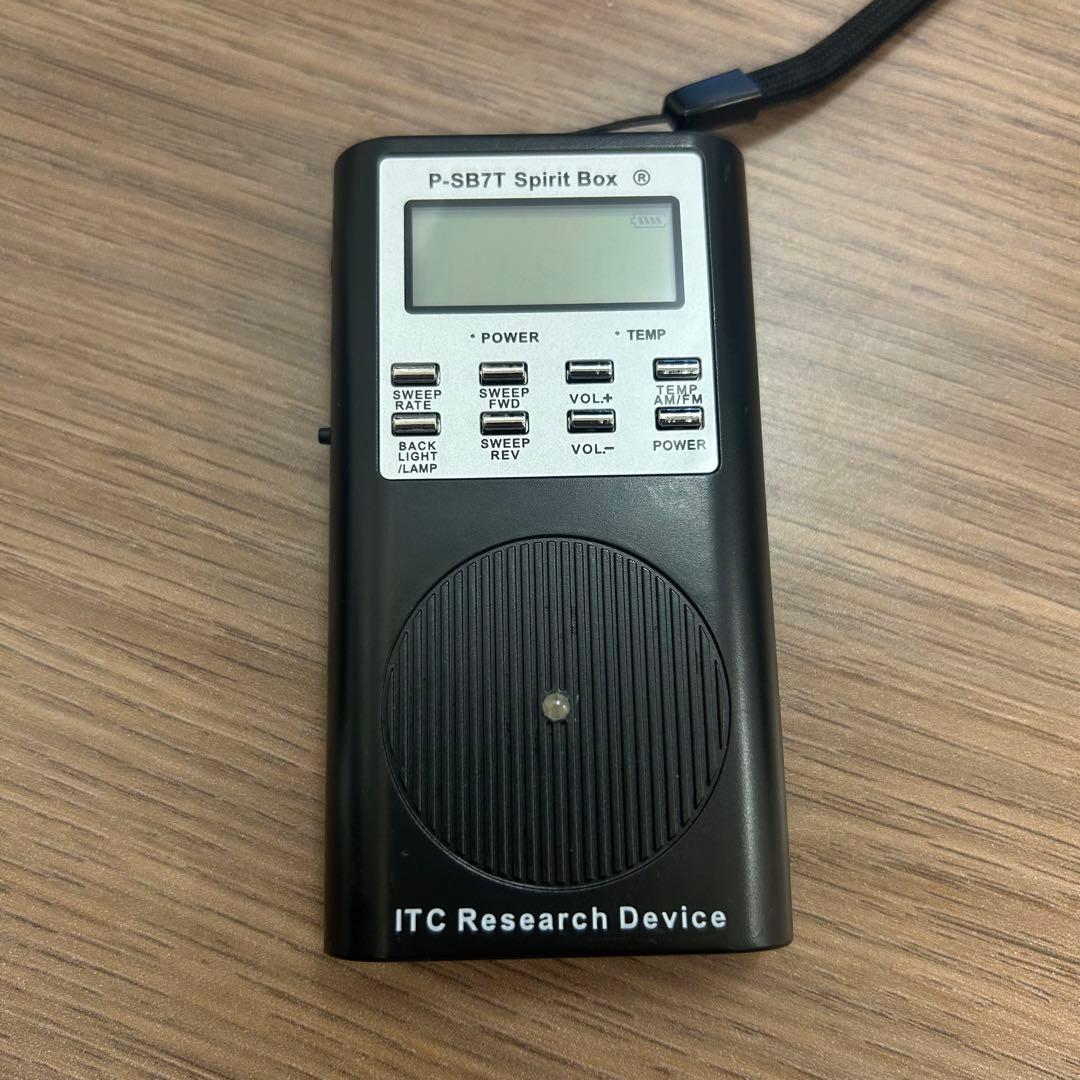 P-SB7T Spirit Box ®
• POWER
• TEMP
SWEEP
RATE
SWEEP
FWD
VOL.+
TEMP
AM/FM
BACK
LIGHT
/LAMP
SWEEP
REV
VOL.-
POWER
ITC Research Device